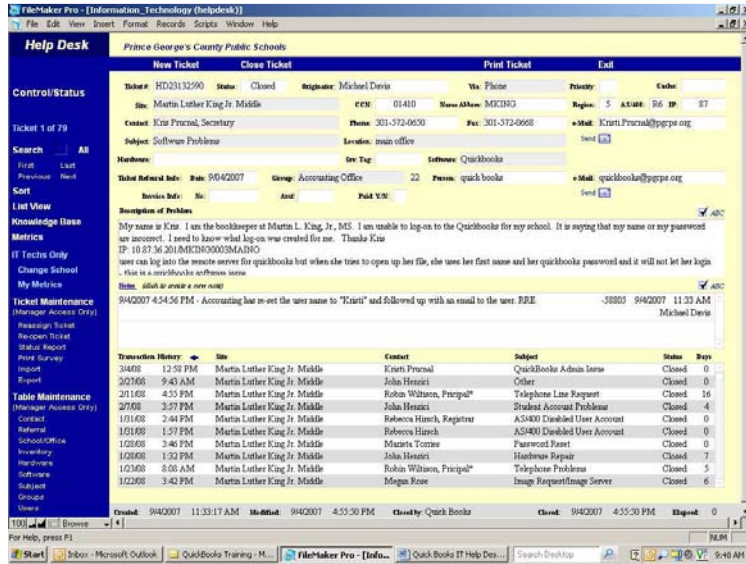 FileMaker Pro - [Information_Technology (helpdesk)]
File Edit View Insert Format Records Scripts Window Help
Help Desk
Prince George's County Public Schools
New Ticket Close Ticket Print Ticket Exit
Control/Status
Ticket 1 of 79
Search All
First Last
Previous Next
Sort
List View
Knowledge Base
Metrics
IT Techs Only
Change School
My Metrics
Ticket Maintenance
(Manager Access Only)
Reassign Ticket
Re-open Ticket
Status Report
Print Survey
Import
Export
Table Maintenance
(Manager Access Only)
Contact
Referral
School/Office
Inventory
Hardware
Software
Subject
Groups
Users
Ticket #: HD23132590 Status: Closed Originator: Michael Davis Via: Phone Priority: Cache:
Site: Martin Luther King Jr. Middle CCN: 01410 Name Abbrev: MKING Region: 5 AS/400: R6 IP: 87
Contact: Kris Prucnal, Secretary Phone: 301-572-0650 Fax: 301-572-0668 e-Mail: Kristi.Prucnal@pgcps.org
Subject: Software Problems Location: main office Send
Hardware: Srv. Tag: Software: Quickbooks
Ticket Referral Info: Date: 9/04/2007 Group: Accounting Office 22 Person: quick books e-Mail: quickbooks@pgcps.org
Invoice Info: No: Amt: Paid Y/N: Send
Description of Problem ABC
My name is Kris. I am the bookkeeper at Martin L. King, Jr., MS. I am unable to log-on to the Quickbooks for my school. It is saying that my name or my password
are incorrect. I need to know what log-on was created for me. Thanks Kris
IP: 10.87.36.201/MKING0003MAINO
user can log into the remote server for quickbooks but when she tries to open up her file, she uses her first name and her quickbooks password and it will not let her login
- this is a quickbooks software issue
Notes (click to create a new note) ABC
9/4/2007 4:54:56 PM - Accounting has re-set the user name to "Kristi" and followed up with an email to the user. RRE -58805 9/4/2007 11:33 AM
Michael Davis
Transaction History: Site Contact Subject Status Days
3/4/08 12:58 PM Martin Luther King Jr. Middle Kristi Prucnal QuickBooks Admin Issue Closed 0
2/27/08 9:43 AM Martin Luther King Jr. Middle John Henrici Other Closed 0
2/11/08 4:55 PM Martin Luther King Jr. Middle Robin Wiltison, Pricipal* Telephone Line Request Closed 16
2/7/08 3:57 PM Martin Luther King Jr. Middle John Henrici Student Account Problems Closed 4
1/31/08 2:44 PM Martin Luther King Jr. Middle Rebecca Hirsch, Registrar AS/400 Disabled User Account Closed 0
1/31/08 1:57 PM Martin Luther King Jr. Middle Rebecca Hirsch AS/400 Disabled User Account Closed 0
1/28/08 3:46 PM Martin Luther King Jr. Middle Marieta Torries Password Reset Closed 0
1/28/08 1:32 PM Martin Luther King Jr. Middle John Henrici Hardware Repair Closed 7
1/23/08 8:08 AM Martin Luther King Jr. Middle Robin Wiltison, Pricipal* Telephone Problems Closed 5
1/22/08 3:42 PM Martin Luther King Jr. Middle Megan Rose Image Request/Image Server Closed 6
Created: 9/4/2007 11:33:17 AM Modified: 9/4/2007 4:55:50 PM Closed by: Quick Books Closed: 9/4/2007 4:55:50 PM Elapsed: 0
100 Browse
For Help, press F1 NUM
Start Inbox - Microsoft Outlook QuickBooks Training - M... FileMaker Pro - [Info... Quick Books IT Help Des... Search Desktop 9:40 AM